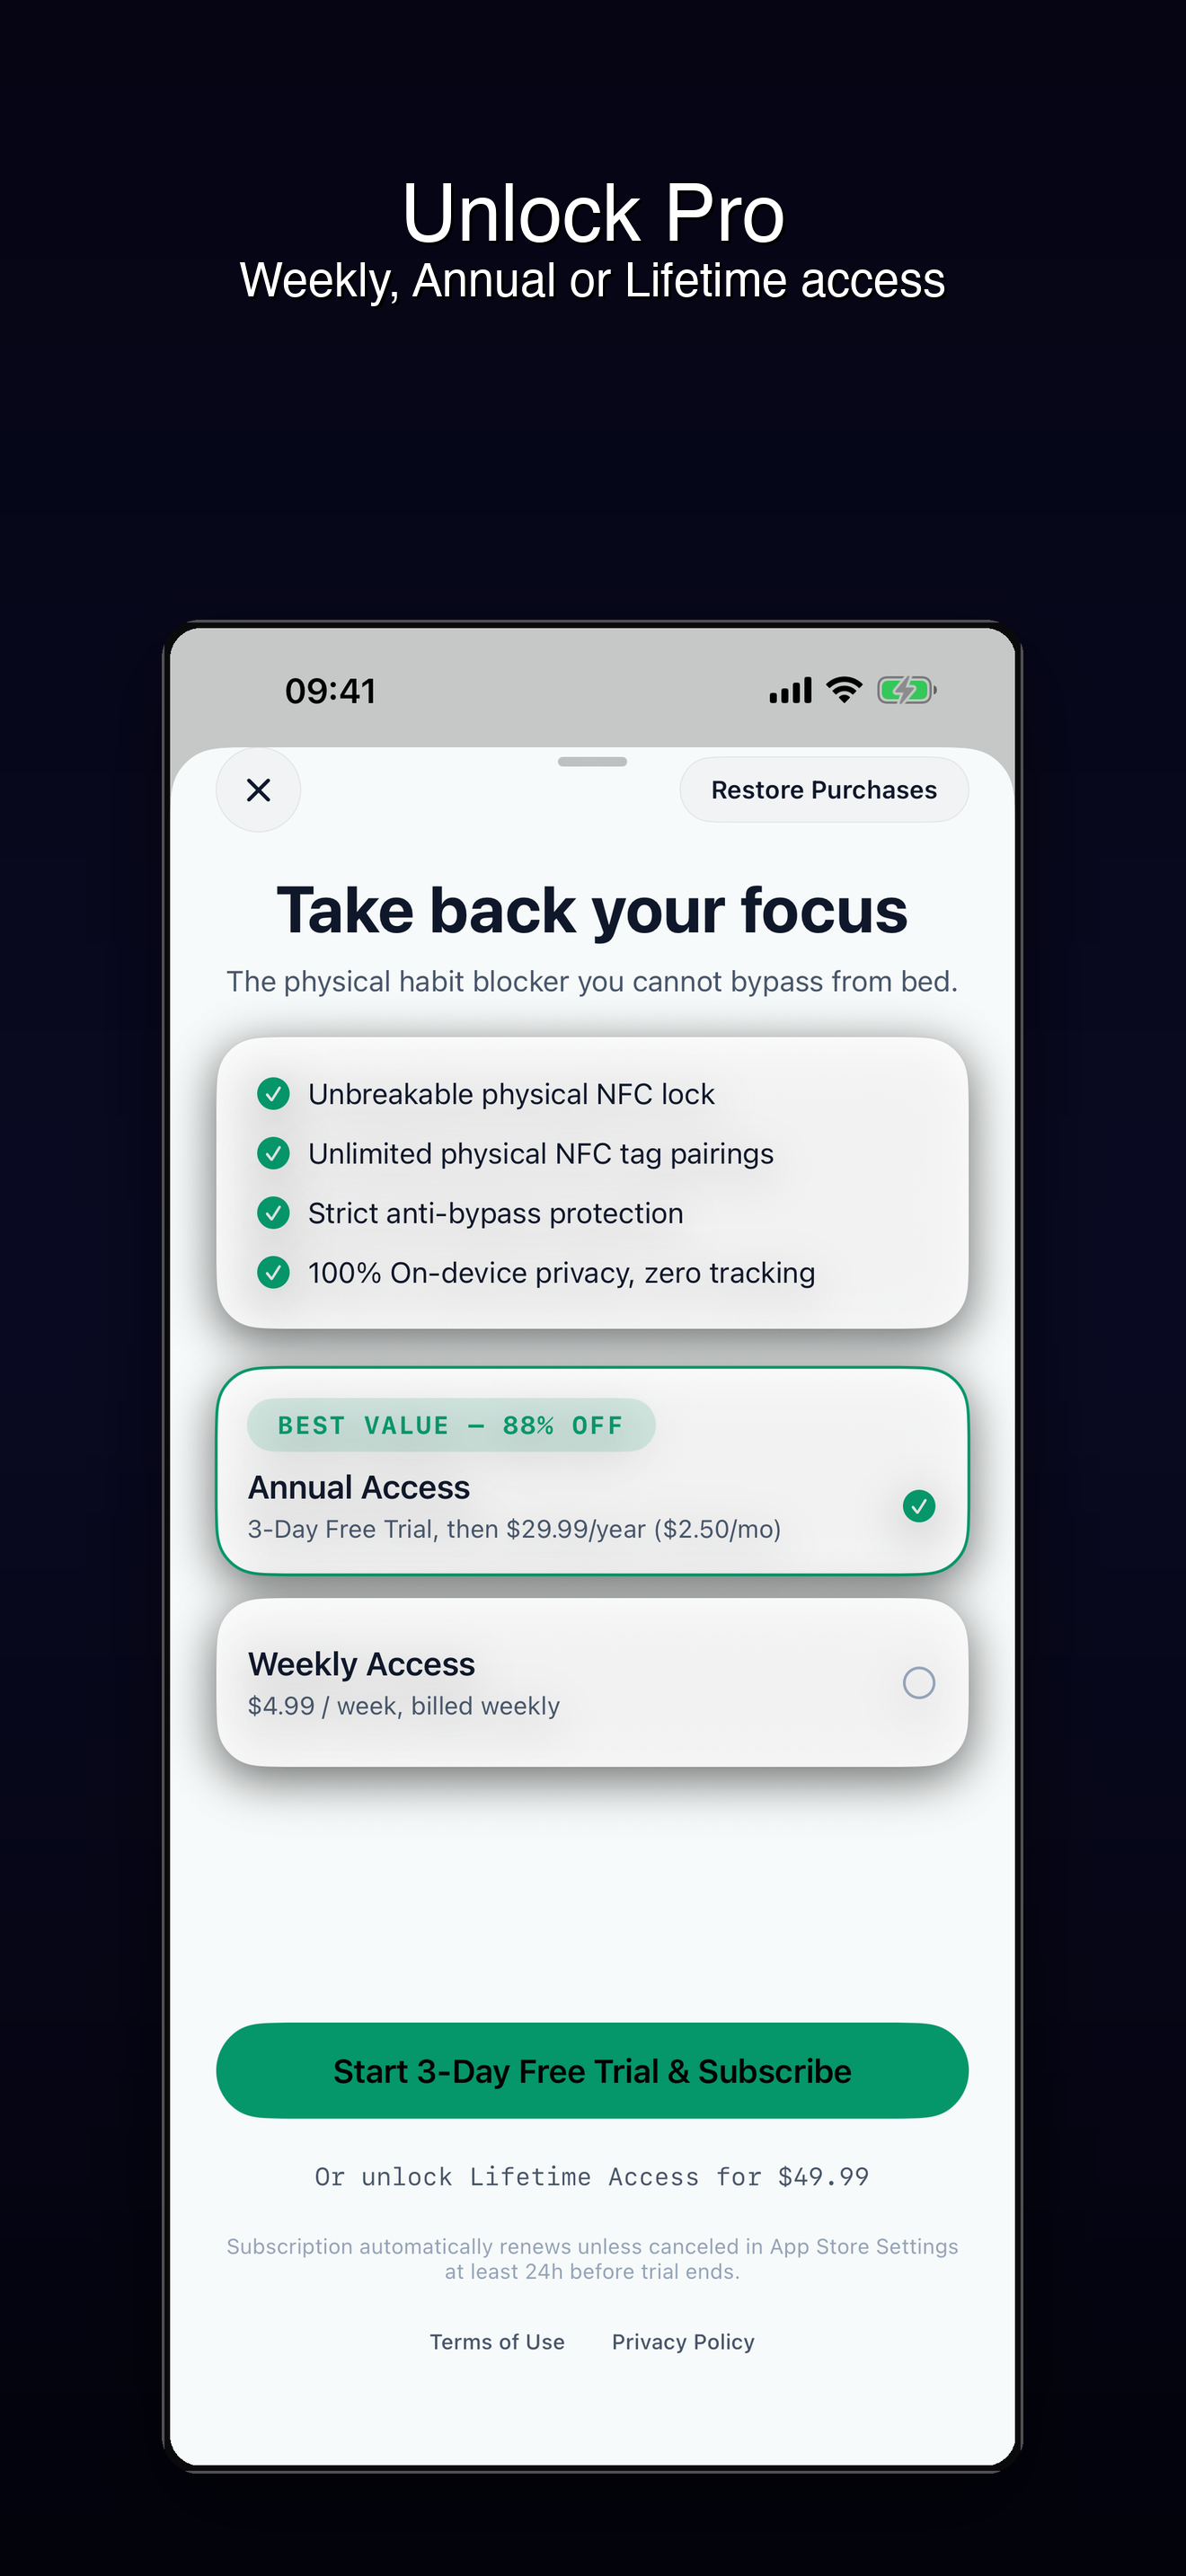 Unlock Pro
Weekly, Annual or Lifetime access
09:41
Restore Purchases
Take back your focus
The physical habit blocker you cannot bypass from bed.
Unbreakable physical NFC lock
Unlimited physical NFC tag pairings
Strict anti-bypass protection
100% On-device privacy, zero tracking
BEST VALUE — 88% OFF
Annual Access
3-Day Free Trial, then $29.99/year ($2.50/mo)
Weekly Access
$4.99 / week, billed weekly
Start 3-Day Free Trial & Subscribe
Or unlock Lifetime Access for $49.99
Subscription automatically renews unless canceled in App Store Settings
at least 24h before trial ends.
Terms of Use Privacy Policy